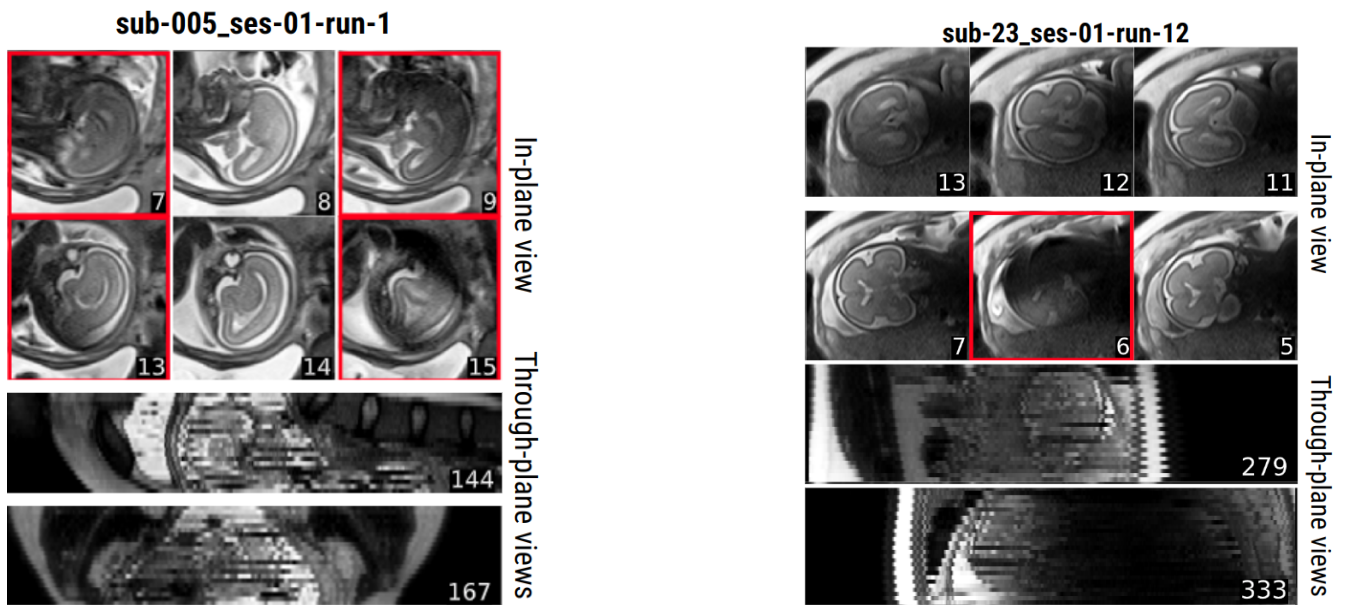 sub-005_ses-01-run-1
7
8
9
13
14
15
144
167
In-plane view
Through-plane views
sub-23_ses-01-run-12
13
12
11
7
6
5
279
333
In-plane view
Through-plane views